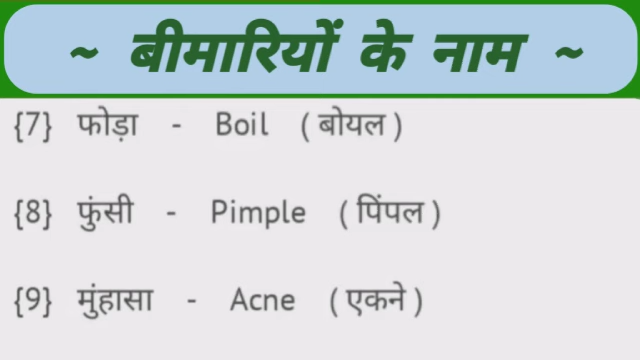 ~ बीमारियों के नाम ~
{7} फोड़ा - Boil ( बोयल )
{8} फुंसी - Pimple ( पिंपल )
{9} मुंहासा - Acne ( एकने )